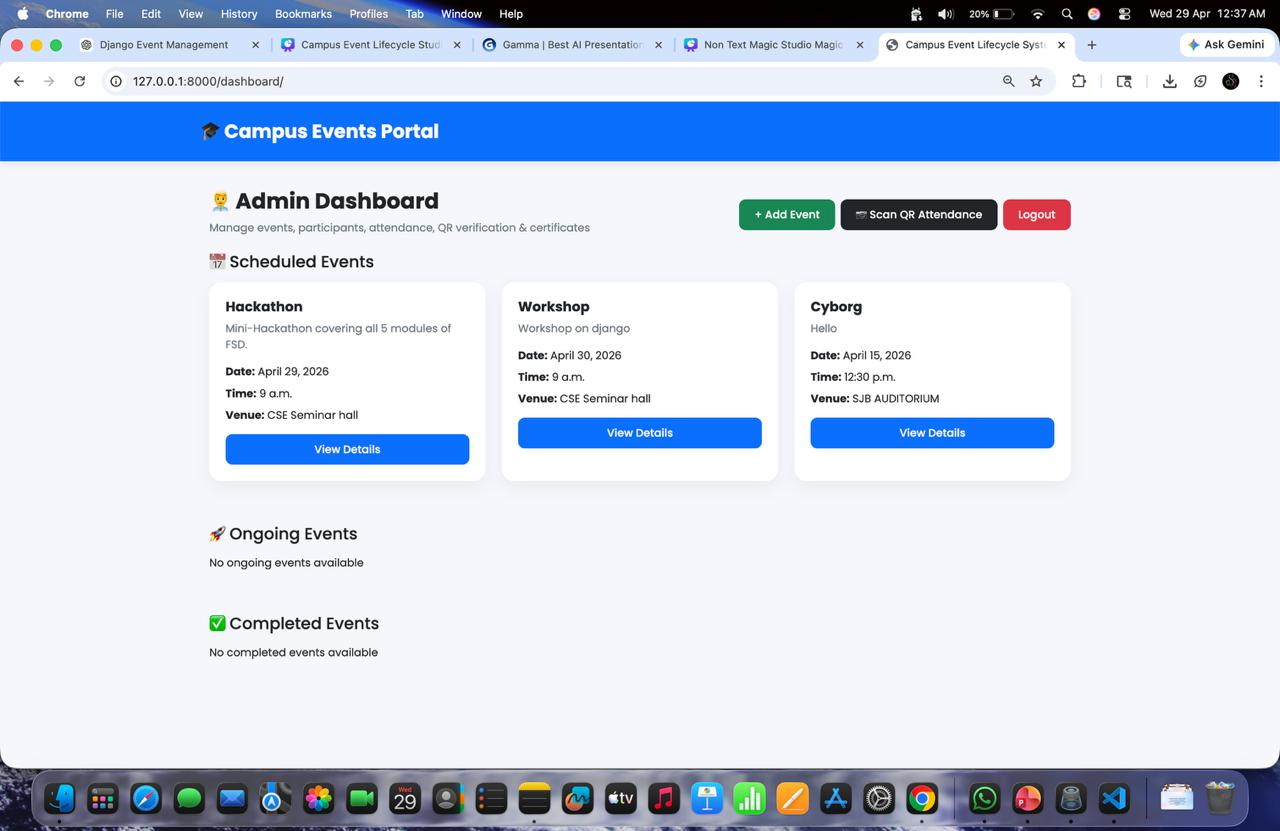 Chrome File Edit View History Bookmarks Profiles Tab Window Help 20% Wed 29 Apr 12:37 AM
Django Event Management Campus Event Lifecycle Stud Gamma | Best AI Presentation Non Text Magic Studio Magic Campus Event Lifecycle Syste Ask Gemini
127.0.0.1:8000/dashboard/
Campus Events Portal
Admin Dashboard
+ Add Event Scan QR Attendance Logout
Manage events, participants, attendance, QR verification & certificates
17 Scheduled Events
Hackathon
Mini-Hackathon covering all 5 modules of
FSD.
Date: April 29, 2026
Time: 9 a.m.
Venue: CSE Seminar hall
View Details
Workshop
Workshop on django
Date: April 30, 2026
Time: 9 a.m.
Venue: CSE Seminar hall
View Details
Cyborg
Hello
Date: April 15, 2026
Time: 12:30 p.m.
Venue: SJB AUDITORIUM
View Details
Ongoing Events
No ongoing events available
Completed Events
No completed events available
Wed
29
tv